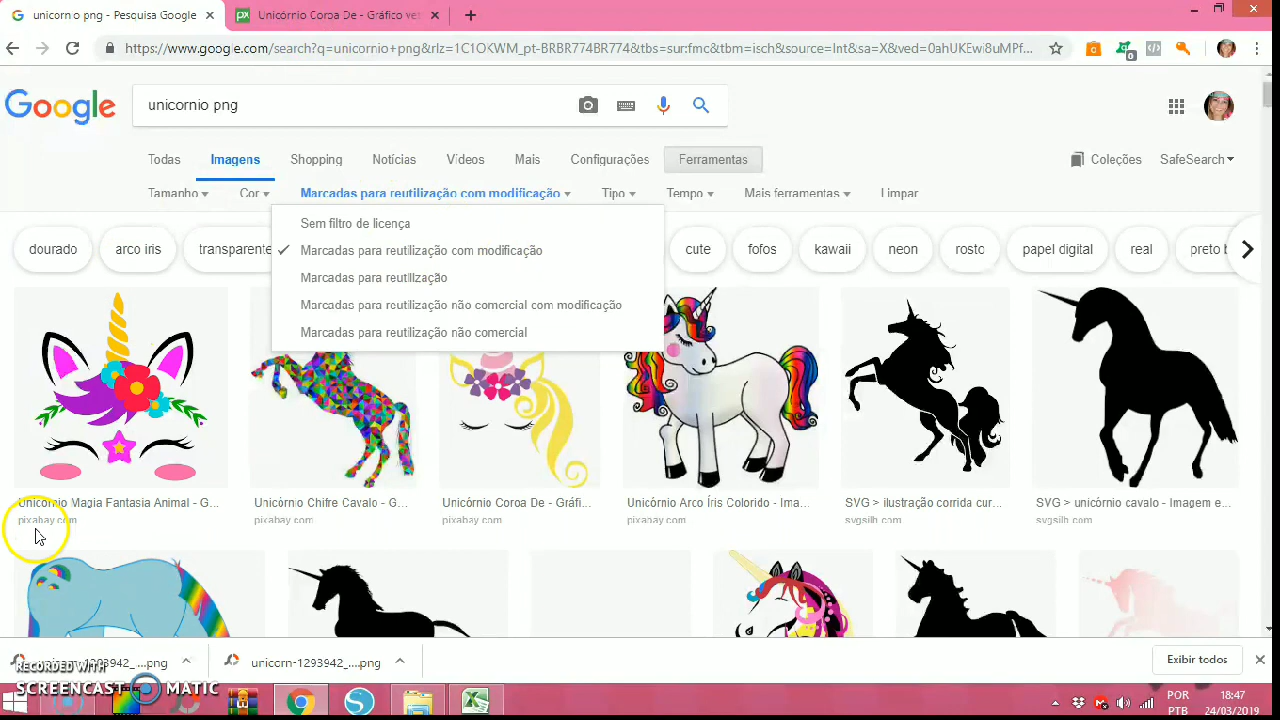 unicornio png - Pesquisa Google
Unicórnio Coroa De - Gráfico vet
https://www.google.com/search?q=unicornio+png&rlz=1C1OKWM_pt-BRBR774BR774&tbs=sur:fmc&tbm=isch&source=lnt&sa=X&ved=0ahUKEwi8uMPf...
Google
unicornio png
Todas
Imagens
Shopping
Notícias
Vídeos
Mais
Configurações
Ferramentas
Coleções
SafeSearch
Tamanho
Cor
Marcadas para reutilização com modificação
Tipo
Tempo
Mais ferramentas
Limpar
Sem filtro de licença
Marcadas para reutilização com modificação
Marcadas para reutilização
Marcadas para reutilização não comercial com modificação
Marcadas para reutilização não comercial
dourado
arco iris
transparente
cute
fofos
kawaii
neon
rosto
papel digital
real
preto b
Unicórnio Magia Fantasia Animal - G...
pixabay.com
Unicórnio Chifre Cavalo - G...
pixabay.com
Unicórnio Coroa De - Gráfi...
pixabay.com
Unicórnio Arco Íris Colorido - Ima...
pixabay.com
SVG > ilustração corrida cur...
svgsilh.com
SVG > unicórnio cavalo - Imagem e...
svgsilh.com
1293942_....png
unicorn-1293942_....png
Exibir todos
RECORDED WITH
SCREENCAST MATIC
POR
PTB
18:47
24/03/2019